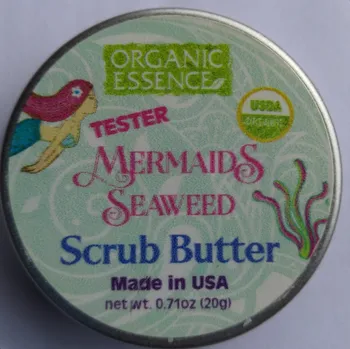 ORGANIC
ESSENCE
USDA
ORGANIC
TESTER
MERMAIDS
SEAWEED
Scrub Butter
Made in USA
net wt. 0.71oz (20g)